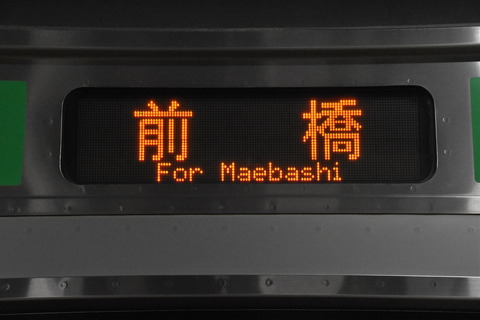 前橋
For Maebashi